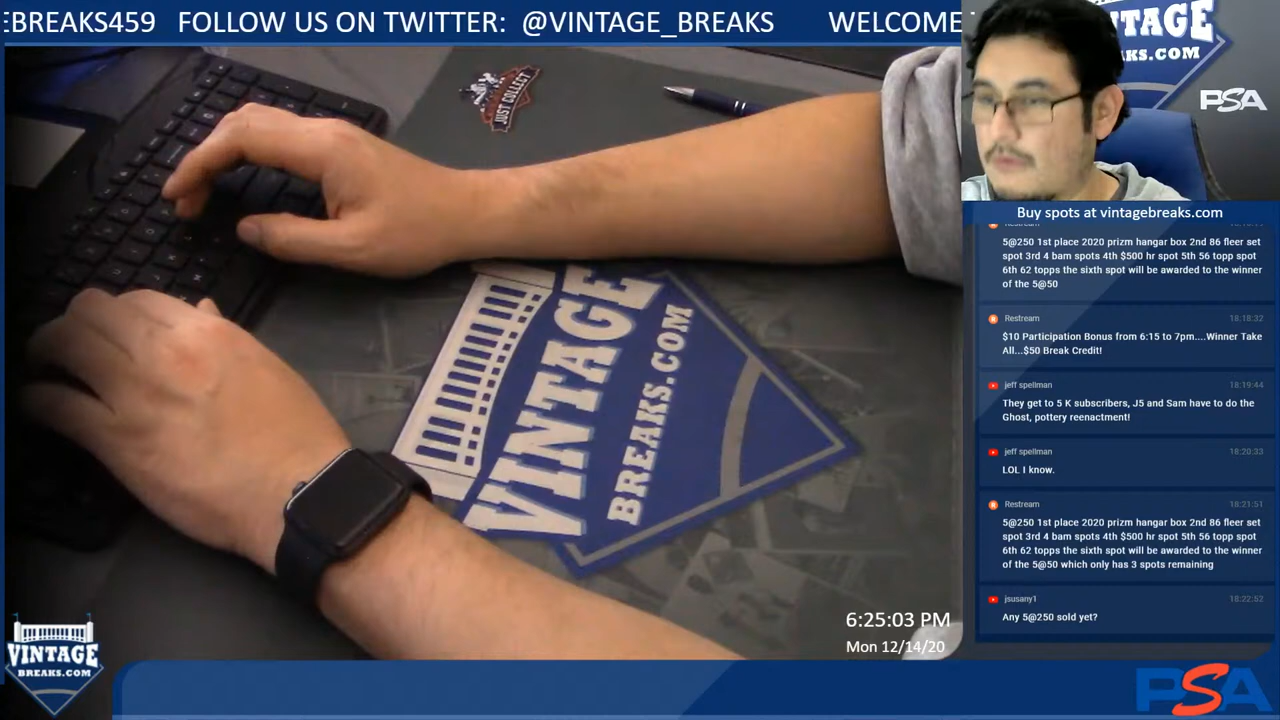 EBREAKS459 FOLLOW US ON TWITTER: @VINTAGE_BREAKS WELCOME
VINTAGE
KS.COM
PSA
JUST COLLECT
VINTAGE
BREAKS.COM
Buy spots at vintagebreaks.com
Restream
5@250 1st place 2020 prizm hangar box 2nd 86 fleer set
spot 3rd 4 bam spots 4th $500 hr spot 5th 56 topp spot
6th 62 topps the sixth spot will be awarded to the winner
of the 5@50
Restream 18:18:32
$10 Participation Bonus from 6:15 to 7pm....Winner Take
All...$50 Break Credit!
jeff spellman 18:19:44
They get to 5 K subscribers, J5 and Sam have to do the
Ghost, pottery reenactment!
jeff spellman 18:20:33
LOL I know.
Restream 18:21:51
5@250 1st place 2020 prizm hangar box 2nd 86 fleer set
spot 3rd 4 bam spots 4th $500 hr spot 5th 56 topp spot
6th 62 topps the sixth spot will be awarded to the winner
of the 5@50 which only has 3 spots remaining
jsusany1 18:22:52
Any 5@250 sold yet?
6:25:03 PM
Mon 12/14/20
VINTAGE
BREAKS.COM
PSA